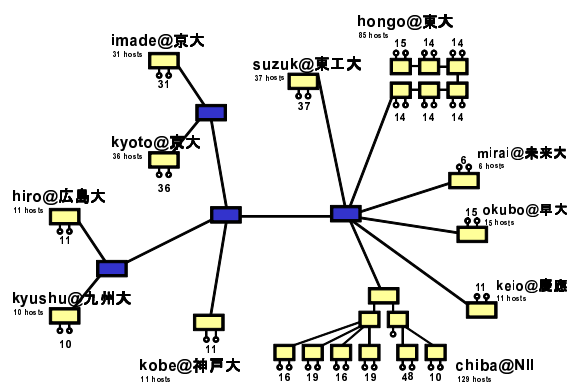 hongo@東大
85 hosts
15 14 14
14 14 14
imade@京大
31 hosts
31
suzuk@東工大
37 hosts
37
kyoto@京大
36 hosts
36
mirai@未来大
6 hosts
6
hiro@広島大
11 hosts
11
okubo@早大
15 hosts
15
kyushu@九州大
10 hosts
10
keio@慶應
11 hosts
11
kobe@神戸大
11 hosts
11
chiba@NII
129 hosts
16 19 16 19 48 10